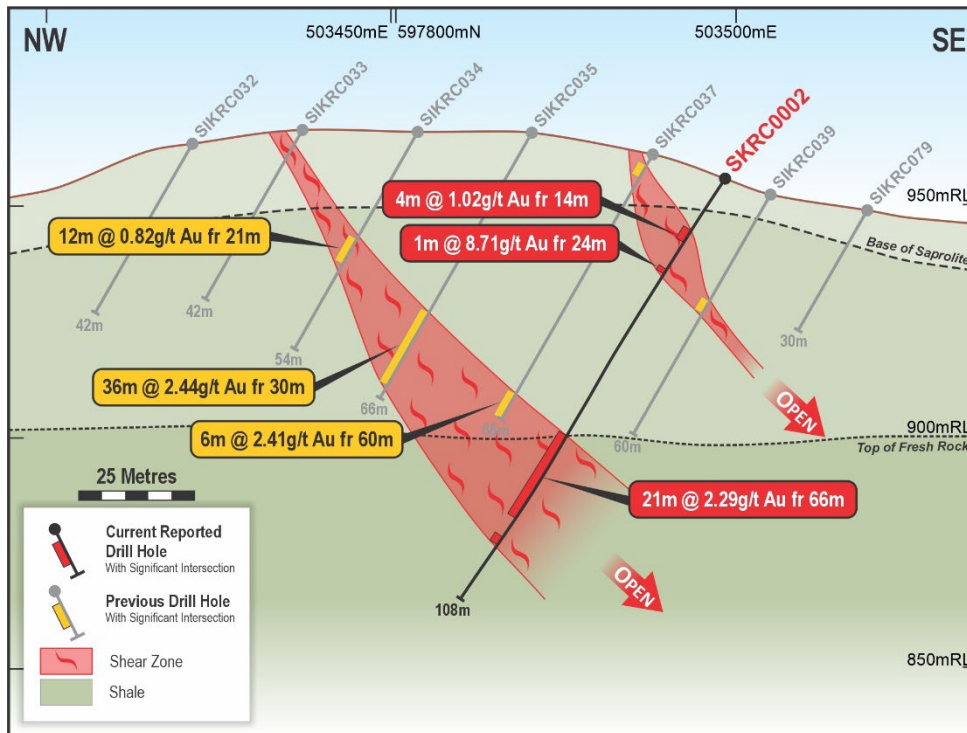 NW
503450mE
597800mN
503500mE
SE
SIKRC032
SIKRC033
SIKRC034
SIKRC035
SIKRC037
SKRC0002
SIKRC039
SIKRC079
950mRL
4m @ 1.02g/t Au fr 14m
12m @ 0.82g/t Au fr 21m
1m @ 8.71g/t Au fr 24m
Base of Saprolite
42m
42m
30m
54m
36m @ 2.44g/t Au fr 30m
66m
OPEN
6m @ 2.41g/t Au fr 60m
60m
900mRL
Top of Fresh Rock
25 Metres
21m @ 2.29g/t Au fr 66m
Current Reported
Drill Hole
With Significant Intersection
OPEN
108m
Previous Drill Hole
With Significant Intersection
Shear Zone
850mRL
Shale